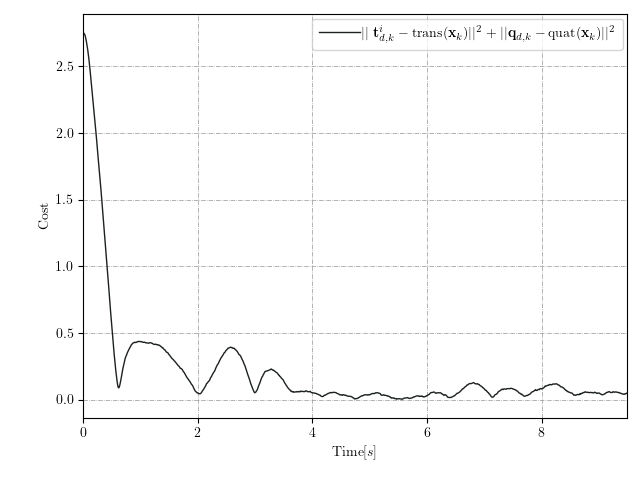 || t^i_{d,k} − trans(x_k)||^2 + ||q_{d,k} − quat(x_k)||^2
2.5
2.0
1.5
1.0
0.5
0.0
Cost
0 2 4 6 8
Time[s]